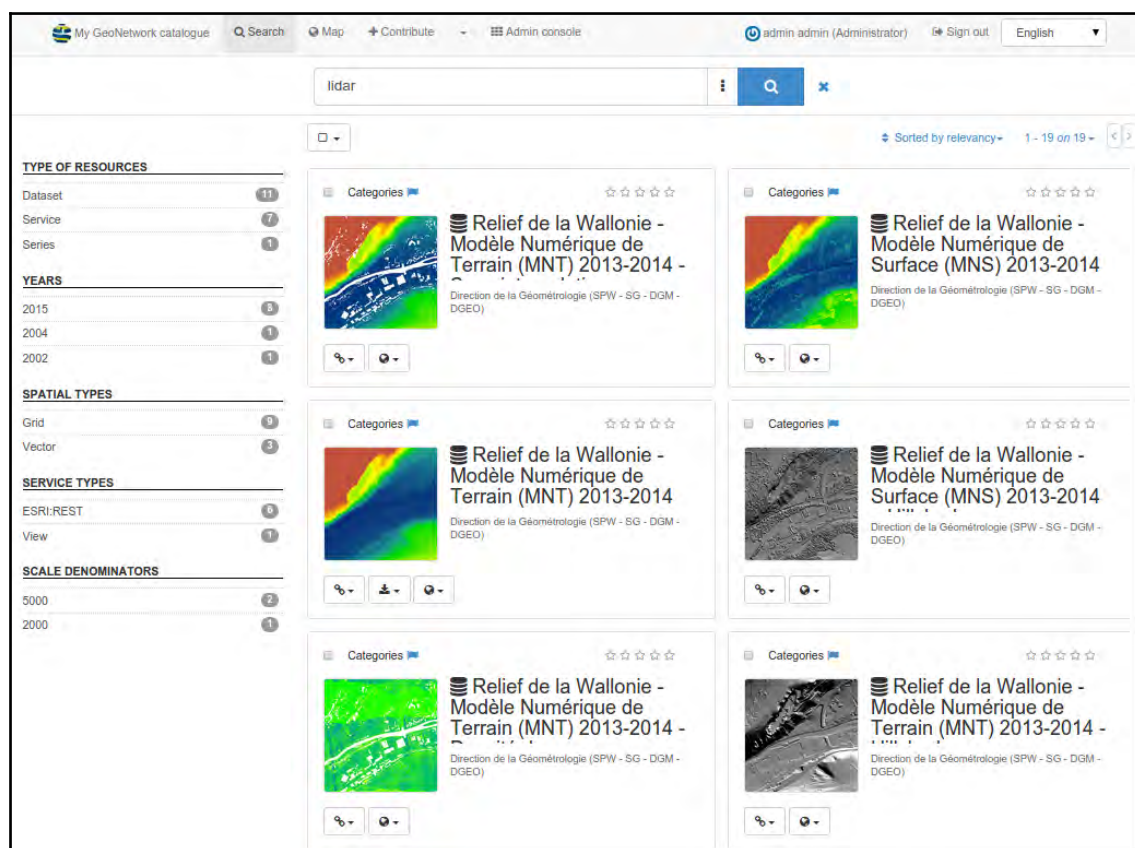 My GeoNetwork catalogue Search Map Contribute Admin console admin admin (Administrator) Sign out English
lidar
Sorted by relevancy 1 - 19 on 19
TYPE OF RESOURCES
Dataset 11
Service 7
Series 1
YEARS
2015
2004 1
2002 1
SPATIAL TYPES
Grid 9
Vector 3
SERVICE TYPES
ESRI:REST 6
View 1
SCALE DENOMINATORS
5000 2
2000 1
Categories
Relief de la Wallonie -
Modèle Numérique de
Terrain (MNT) 2013-2014 -
Direction de la Géométrologie (SPW - SG - DGM -
DGEO)
Categories
Relief de la Wallonie -
Modèle Numérique de
Surface (MNS) 2013-2014
Direction de la Géométrologie (SPW - SG - DGM -
DGEO)
Categories
Relief de la Wallonie -
Modèle Numérique de
Terrain (MNT) 2013-2014
Direction de la Géométrologie (SPW - SG - DGM -
DGEO)
Categories
Relief de la Wallonie -
Modèle Numérique de
Surface (MNS) 2013-2014
Direction de la Géométrologie (SPW - SG - DGM -
DGEO)
Categories
Relief de la Wallonie -
Modèle Numérique de
Terrain (MNT) 2013-2014 -
Direction de la Géométrologie (SPW - SG - DGM -
DGEO)
Categories
Relief de la Wallonie -
Modèle Numérique de
Terrain (MNT) 2013-2014 -
Direction de la Géométrologie (SPW - SG - DGM -
DGEO)